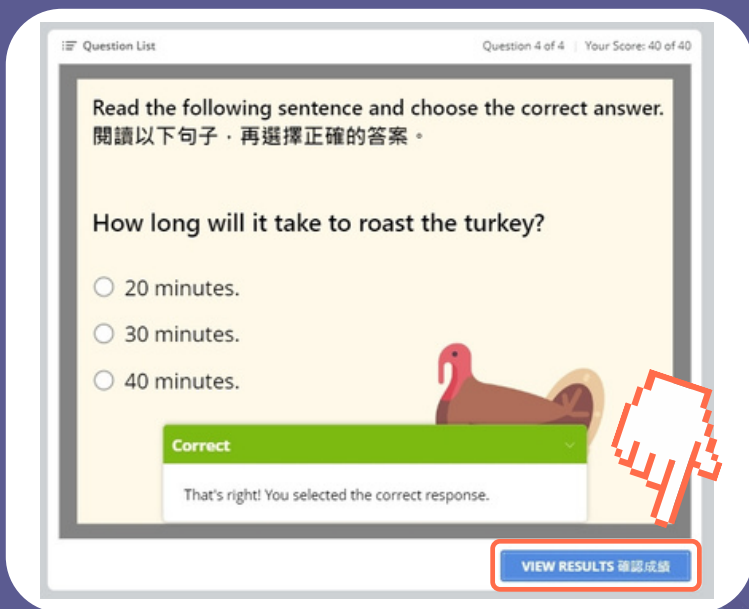 Question List
Question 4 of 4 | Your Score: 40 of 40
Read the following sentence and choose the correct answer.
閱讀以下句子，再選擇正確的答案。
How long will it take to roast the turkey?
20 minutes.
30 minutes.
40 minutes.
Correct
That's right! You selected the correct response.
VIEW RESULTS 確認成績